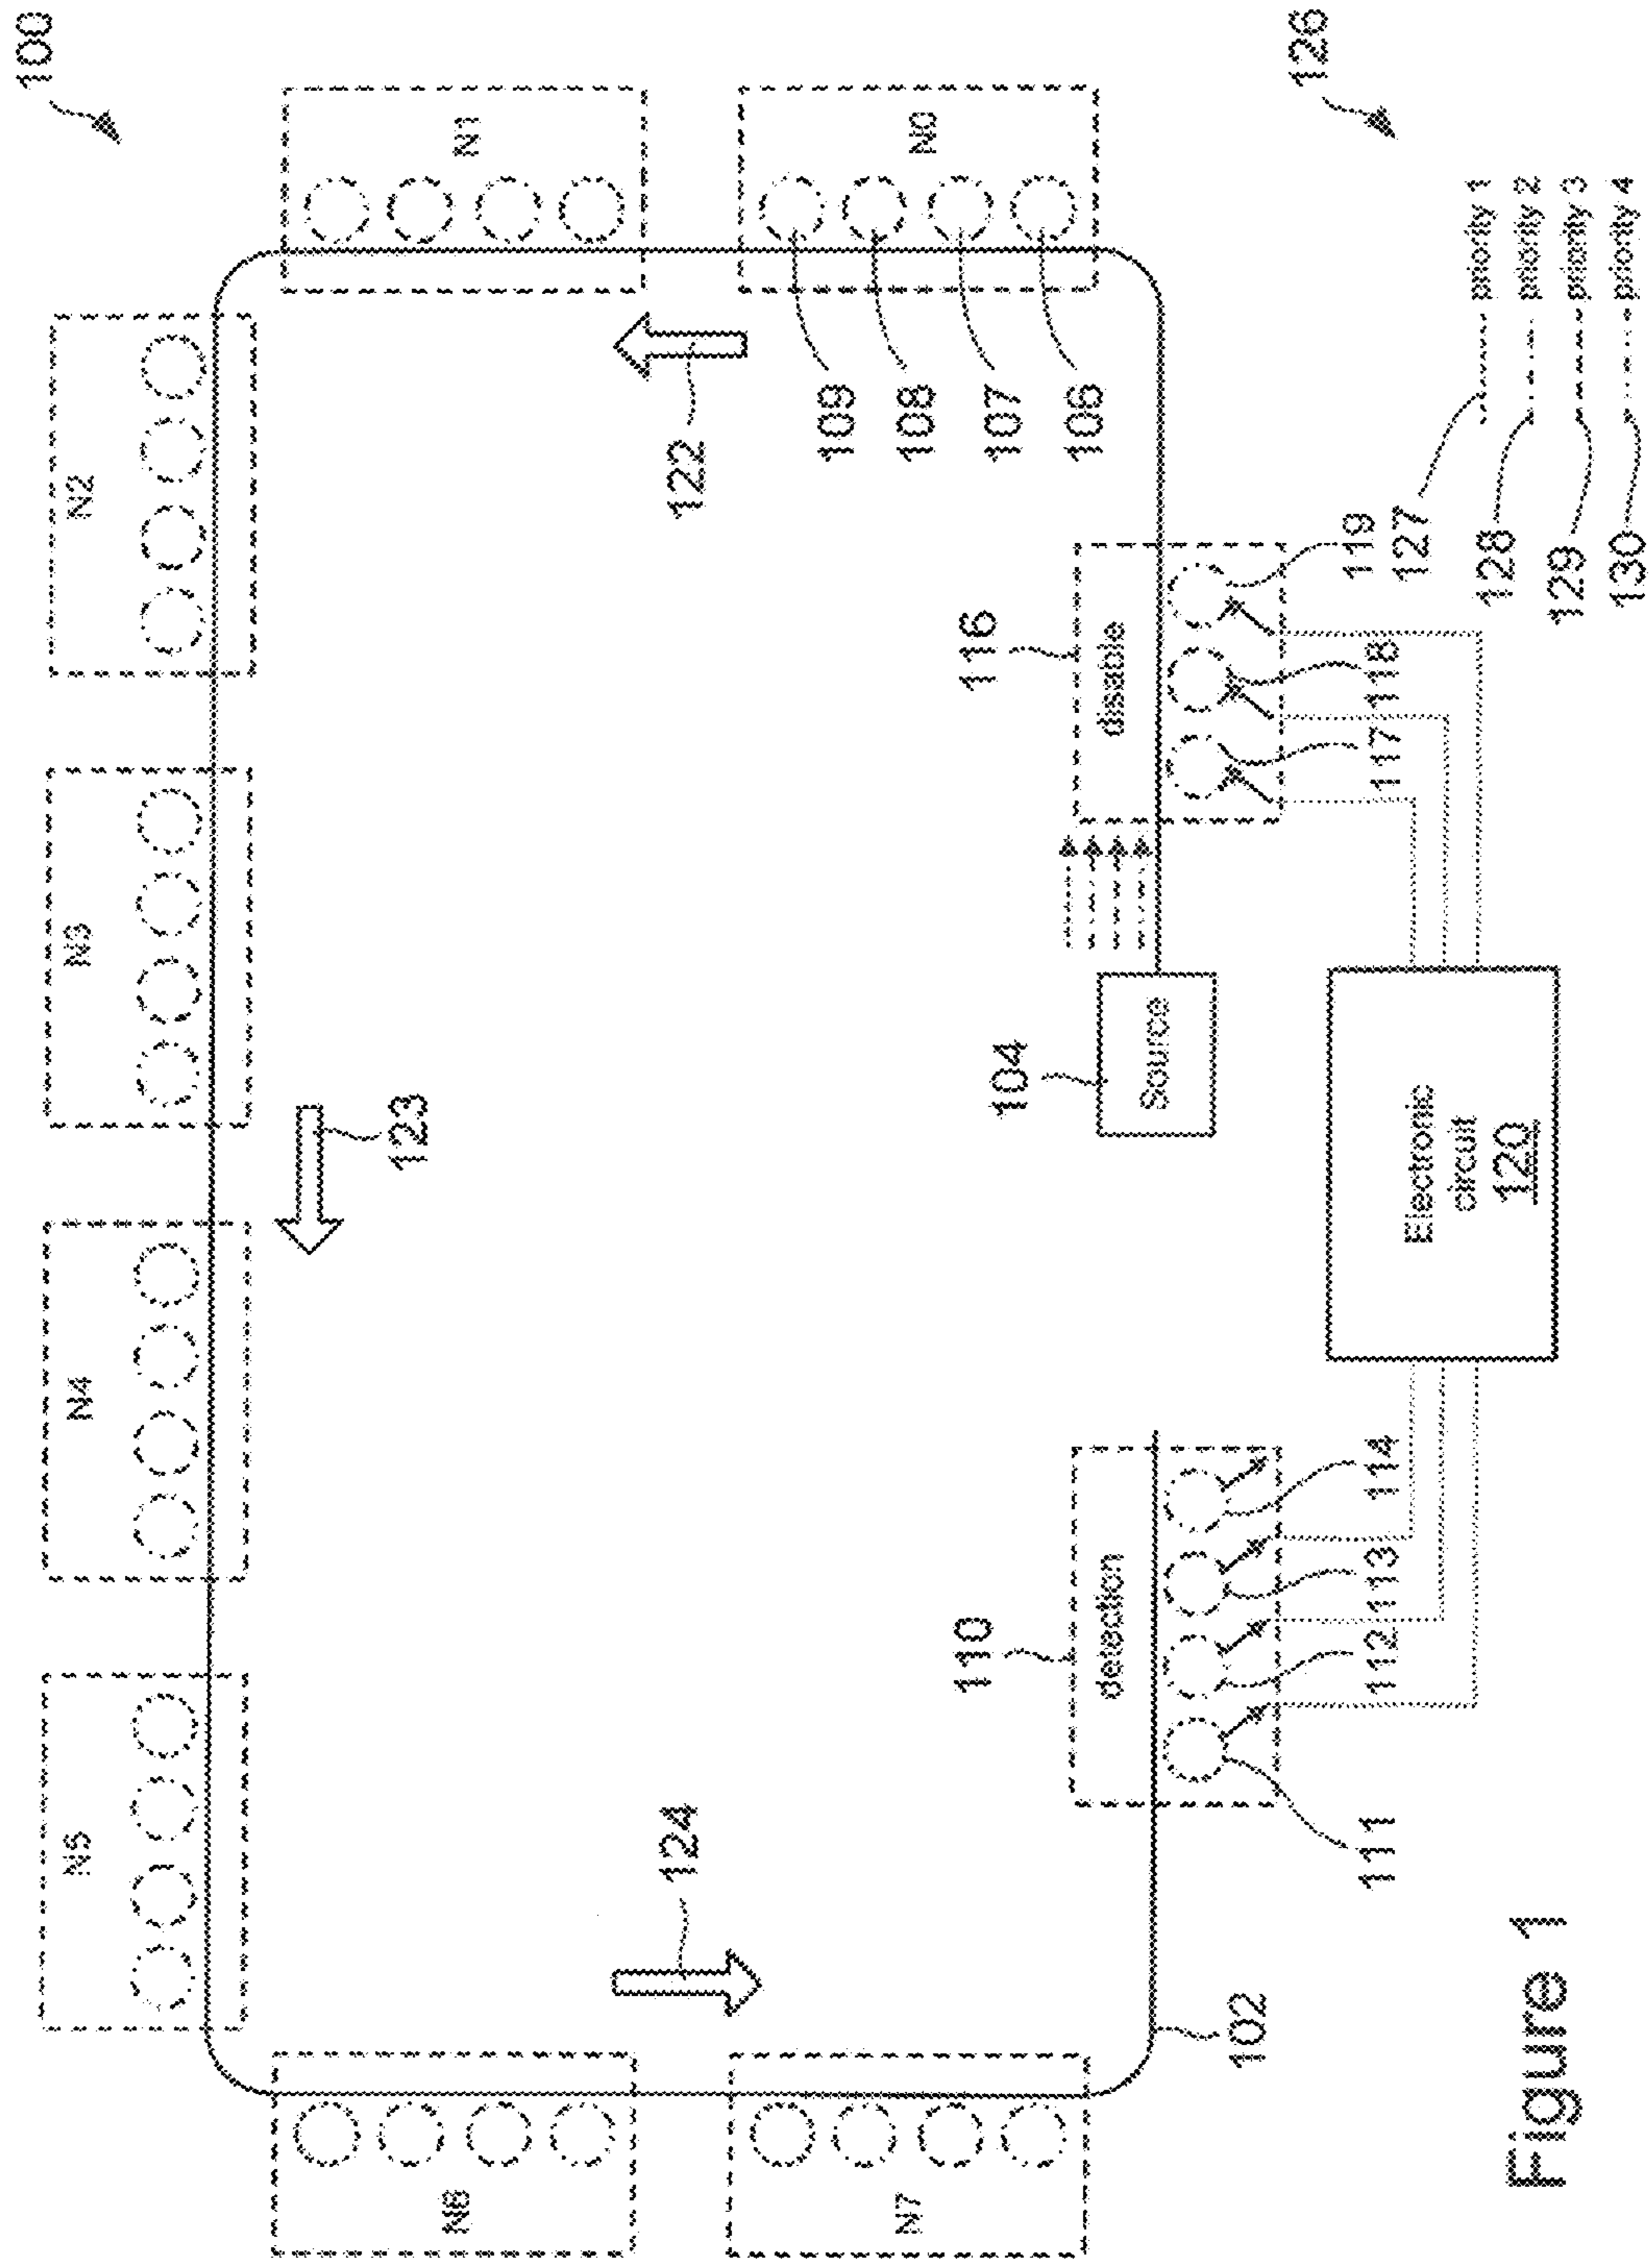 100
N2
N3
N4
N5
N1
N0
N6
N7
122
123
124
109
108
107
106
116
disable
104
Source
110
detection
119
118
117
114
113
112
111
Electronic
circuit
120
102
126
127
priority 1
128
priority 2
129
priority 3
130
priority 4
Figure 1